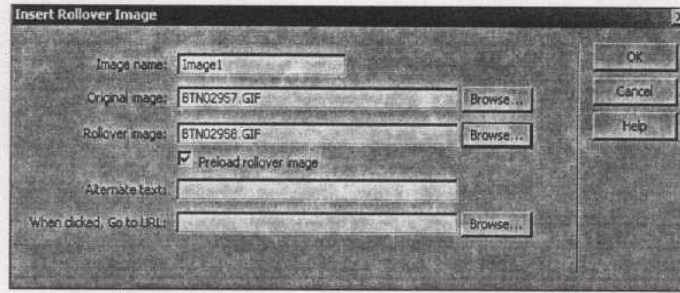 Insert Rollover Image
Image name: Image1
OK
Original image: BTN02957.GIF Browse...
Cancel
Rollover image: BTN02958.GIF Browse...
Help
Preload rollover image
Alternate text:
When clicked, Go to URL: Browse...